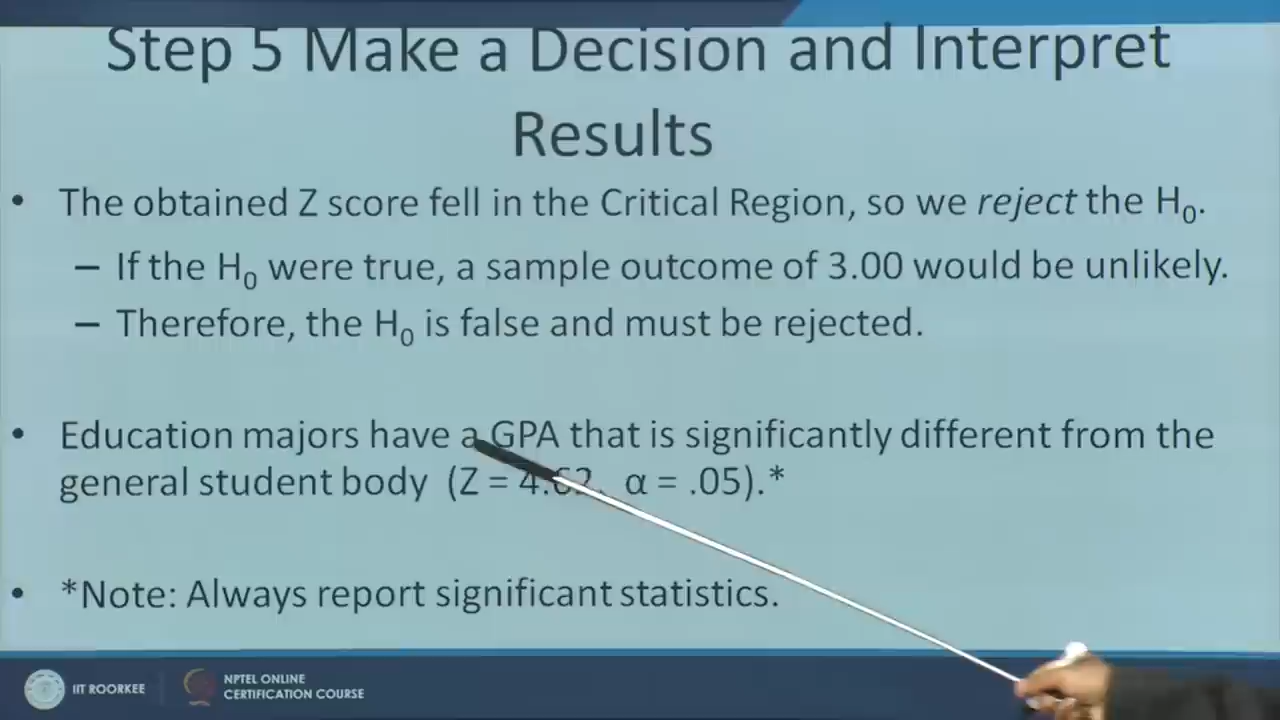 Step 5 Make a Decision and Interpret
Results
• The obtained Z score fell in the Critical Region, so we reject the H₀.
– If the H₀ were true, a sample outcome of 3.00 would be unlikely.
– Therefore, the H₀ is false and must be rejected.
• Education majors have a GPA that is significantly different from the
general student body (Z = 4.62, α = .05).*
• *Note: Always report significant statistics.
IIT ROORKEE
NPTEL ONLINE
CERTIFICATION COURSE